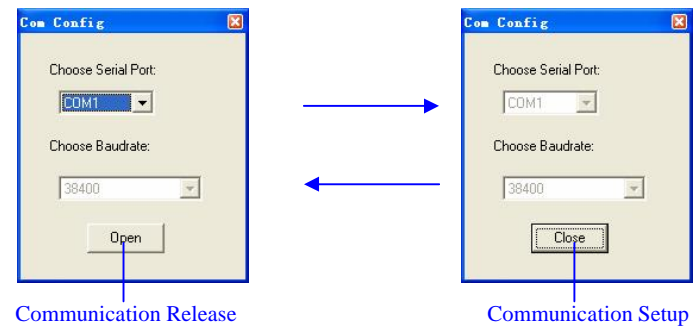 Com Config
Choose Serial Port:
COM1
Choose Baudrate:
38400
Open
Communication Release
Com Config
Choose Serial Port:
COM1
Choose Baudrate:
38400
Close
Communication Setup